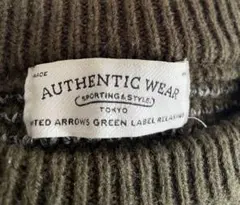 AUTHENTIC WEAR
SPORTING & STYLE
TOKYO
ITED ARROWS GREEN LABEL RELAXING